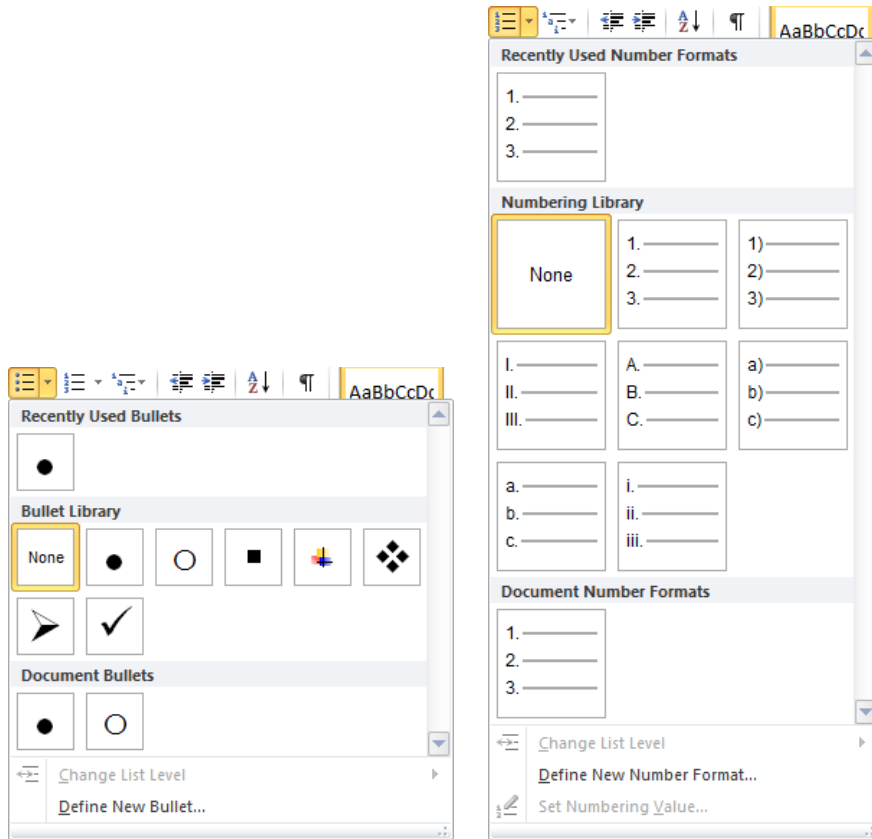 AaBbCcDc
Recently Used Bullets
Bullet Library
None
Document Bullets
Change List Level
Define New Bullet...
AaBbCcDc
Recently Used Number Formats
1.
2.
3.
Numbering Library
None
1.
2.
3.
1)
2)
3)
I.
II.
III.
A.
B.
C.
a)
b)
c)
a.
b.
c.
i.
ii.
iii.
Document Number Formats
1.
2.
3.
Change List Level
Define New Number Format...
Set Numbering Value...